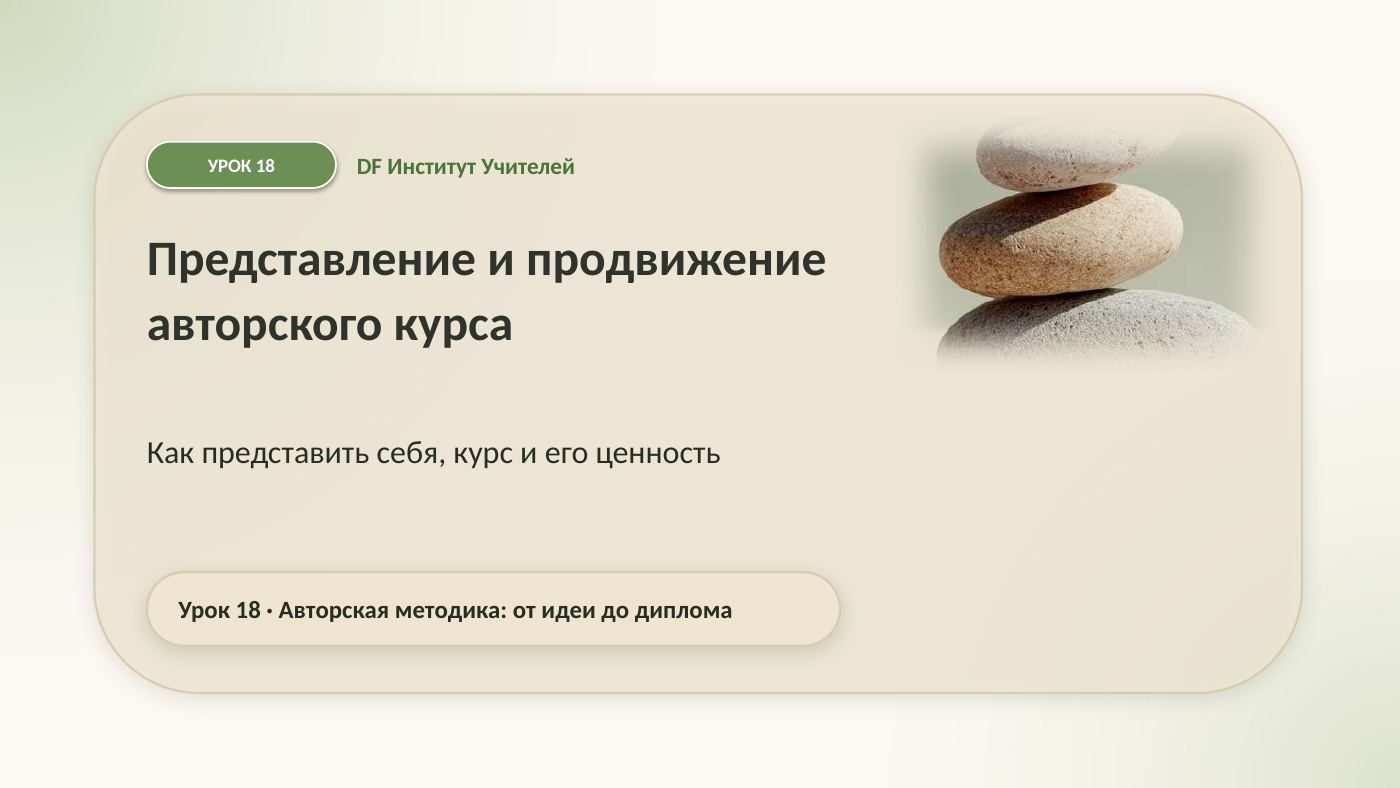 УРОК 18
DF Институт Учителей
Представление и продвижение
авторского курса
Как представить себя, курс и его ценность
Урок 18 · Авторская методика: от идеи до диплома